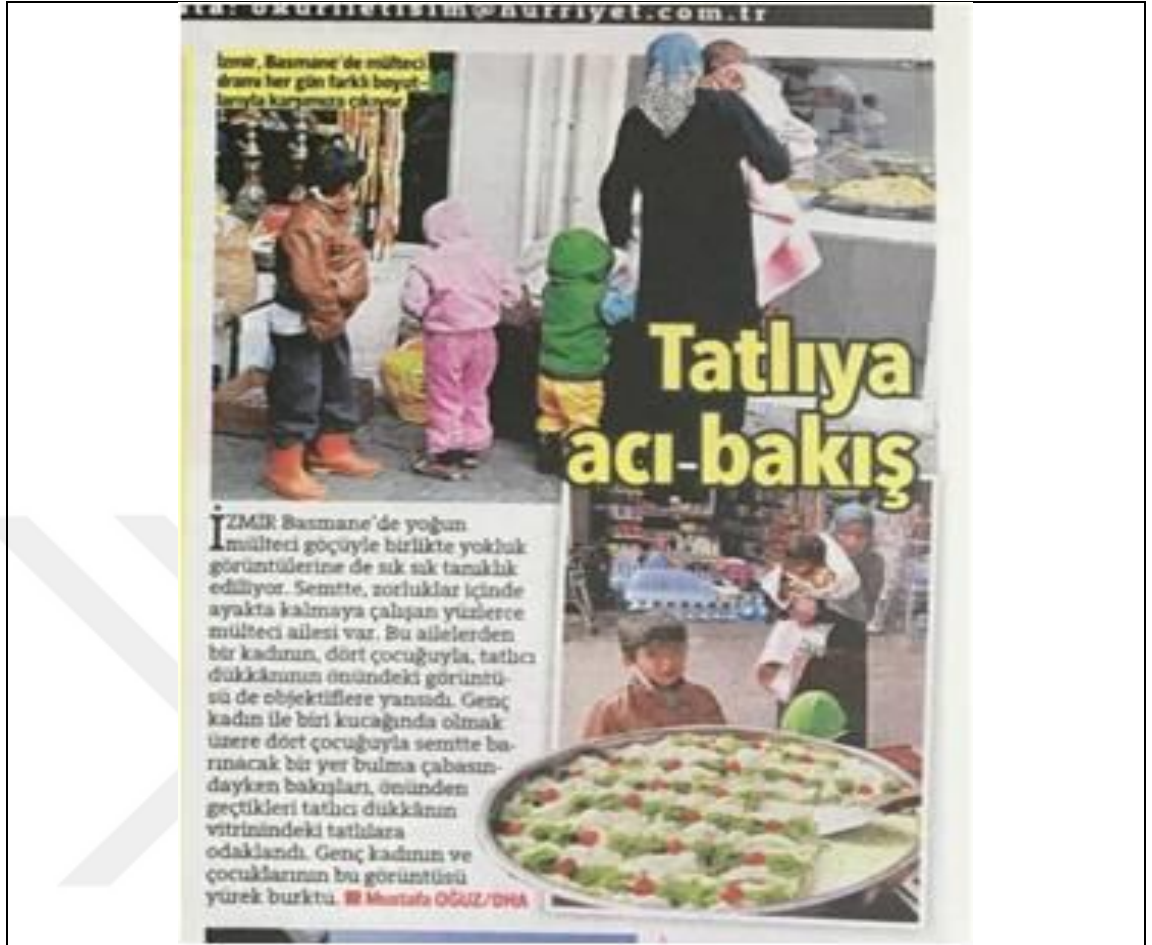 okuriletisim@hurriyet.com.tr
İzmir, Basmane'de mülteci
dramı her gün farklı boyut-
larıyla karşımıza çıkıyor.
Tatlıya
acı-bakış
İZMİR Basmane'de yoğun
mülteci göçüyle birlikte yokluk
görüntülerine de sık sık tanıklık
ediliyor. Semtte, zorluklar içinde
ayakta kalmaya çalışan yüzlerce
mülteci ailesi var. Bu ailelerden
bir kadının, dört çocuğuyla, tatlıcı
dükkânının önündeki görüntü-
sü de objektiflere yansıdı. Genç
kadın ile biri kucağında olmak
üzere dört çocuğuyla semtte ba-
rınacak bir yer bulma çabasın-
dayken bakışları, önünden
geçtikleri tatlıcı dükkânın
vitrinindeki tatlılara
odaklandı. Genç kadının ve
çocuklarının bu görüntüsü
yürek burktu. Mustafa OĞUZ/DHA